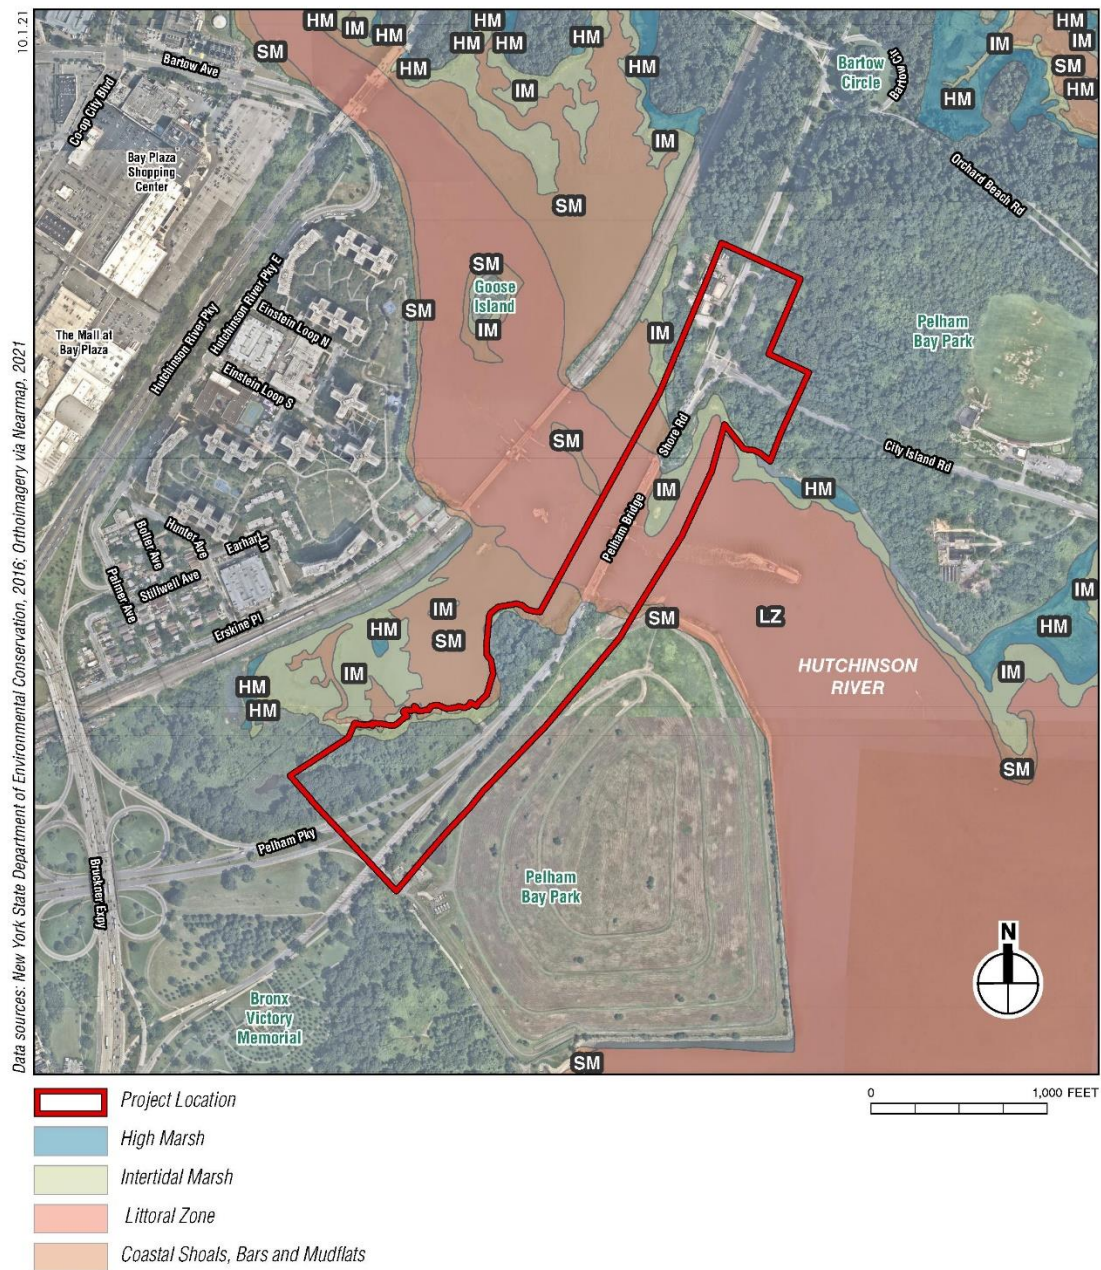 10.1.21
Data sources: New York State Department of Environmental Conservation, 2016; Orthoimagery via Nearmap, 2021
HM
HM
HM
IM
HM
SM
HM
HM
HM
HM
IM
IM
HM
IM
SM
HM
HM
Bartow Ave
Co-op City Blvd
Bartow
Circle
Bartow Cir
Bay Plaza
Shopping
Center
Orchard Beach Rd
SM
SM
Goose
Island
IM
SM
Hutchinson River Pky E
Hutchinson River Pky
Einstein Loop N
Einstein Loop S
The Mall at
Bay Plaza
IM
Pelham
Bay Park
Shore Rd
SM
City Island Rd
IM
HM
Pelham Bridge
Boller Ave
Hunter Ave
Earhart Ln
Palmer Ave
Stillwell Ave
Erskine Pl
IM
HM
SM
IM
HM
HM
SM
LZ
IM
HM
IM
HUTCHINSON
RIVER
SM
Pelham Pky
Bruckner Expy
Pelham
Bay Park
Bronx
Victory
Memorial
N
SM
0
1,000 FEET
Project Location
High Marsh
Intertidal Marsh
Littoral Zone
Coastal Shoals, Bars and Mudflats